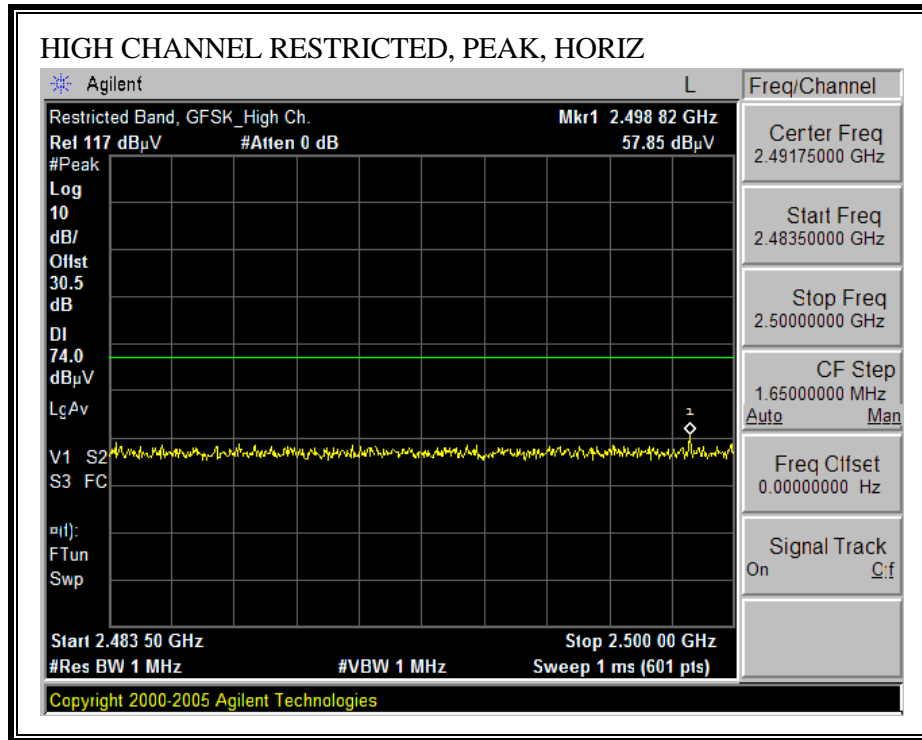 HIGH CHANNEL RESTRICTED, PEAK, HORIZ
Agilent L Freq/Channel
Restricted Band, GFSK_High Ch. Mkr1 2.498 82 GHz
Ref 117 dBµV #Atten 0 dB 57.85 dBµV
#Peak
Log
10
dB/
Offst
30.5
dB
DI
74.0
dBµV
LgAv
V1 S2
S3 FC
¤(f):
FTun
Swp
1
Start 2.483 50 GHz Stop 2.500 00 GHz
#Res BW 1 MHz #VBW 1 MHz Sweep 1 ms (601 pts)
Copyright 2000-2005 Agilent Technologies
Center Freq
2.49175000 GHz
Start Freq
2.48350000 GHz
Stop Freq
2.50000000 GHz
CF Step
1.65000000 MHz
Auto Man
Freq Offset
0.00000000 Hz
Signal Track
On Off